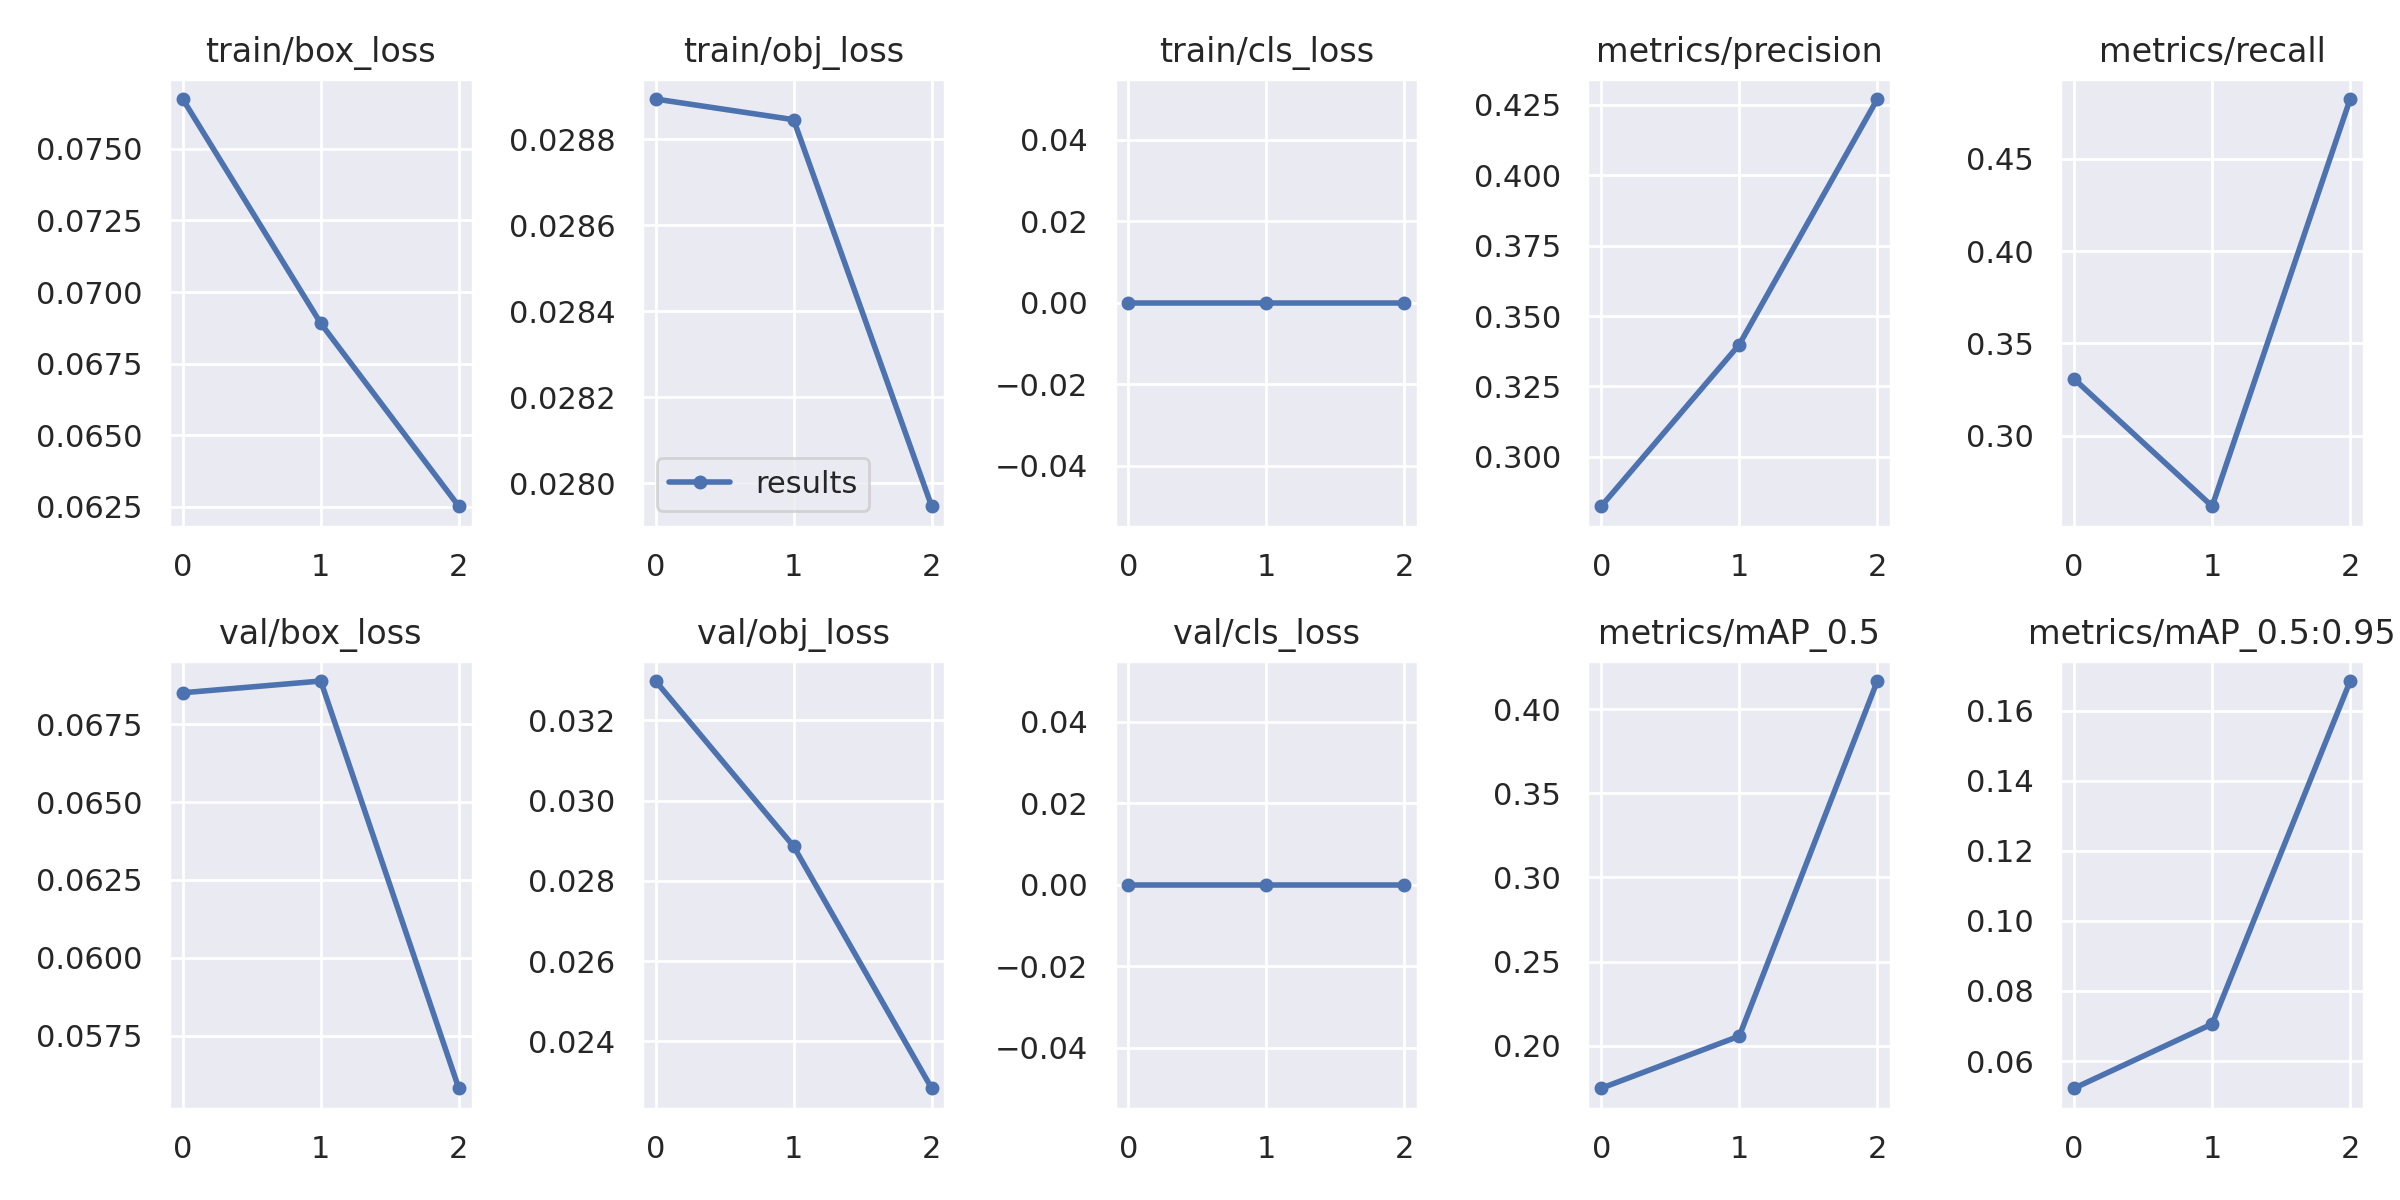 train/box_loss
0.0750
0.0725
0.0700
0.0675
0.0650
0.0625
0 1 2
train/obj_loss
0.0288
0.0286
0.0284
0.0282
0.0280
results
0 1 2
train/cls_loss
0.04
0.02
0.00
−0.02
−0.04
0 1 2
metrics/precision
0.425
0.400
0.375
0.350
0.325
0.300
0 1 2
metrics/recall
0.45
0.40
0.35
0.30
0 1 2
val/box_loss
0.0675
0.0650
0.0625
0.0600
0.0575
0 1 2
val/obj_loss
0.032
0.030
0.028
0.026
0.024
0 1 2
val/cls_loss
0.04
0.02
0.00
−0.02
−0.04
0 1 2
metrics/mAP_0.5
0.40
0.35
0.30
0.25
0.20
0 1 2
metrics/mAP_0.5:0.95
0.16
0.14
0.12
0.10
0.08
0.06
0 1 2